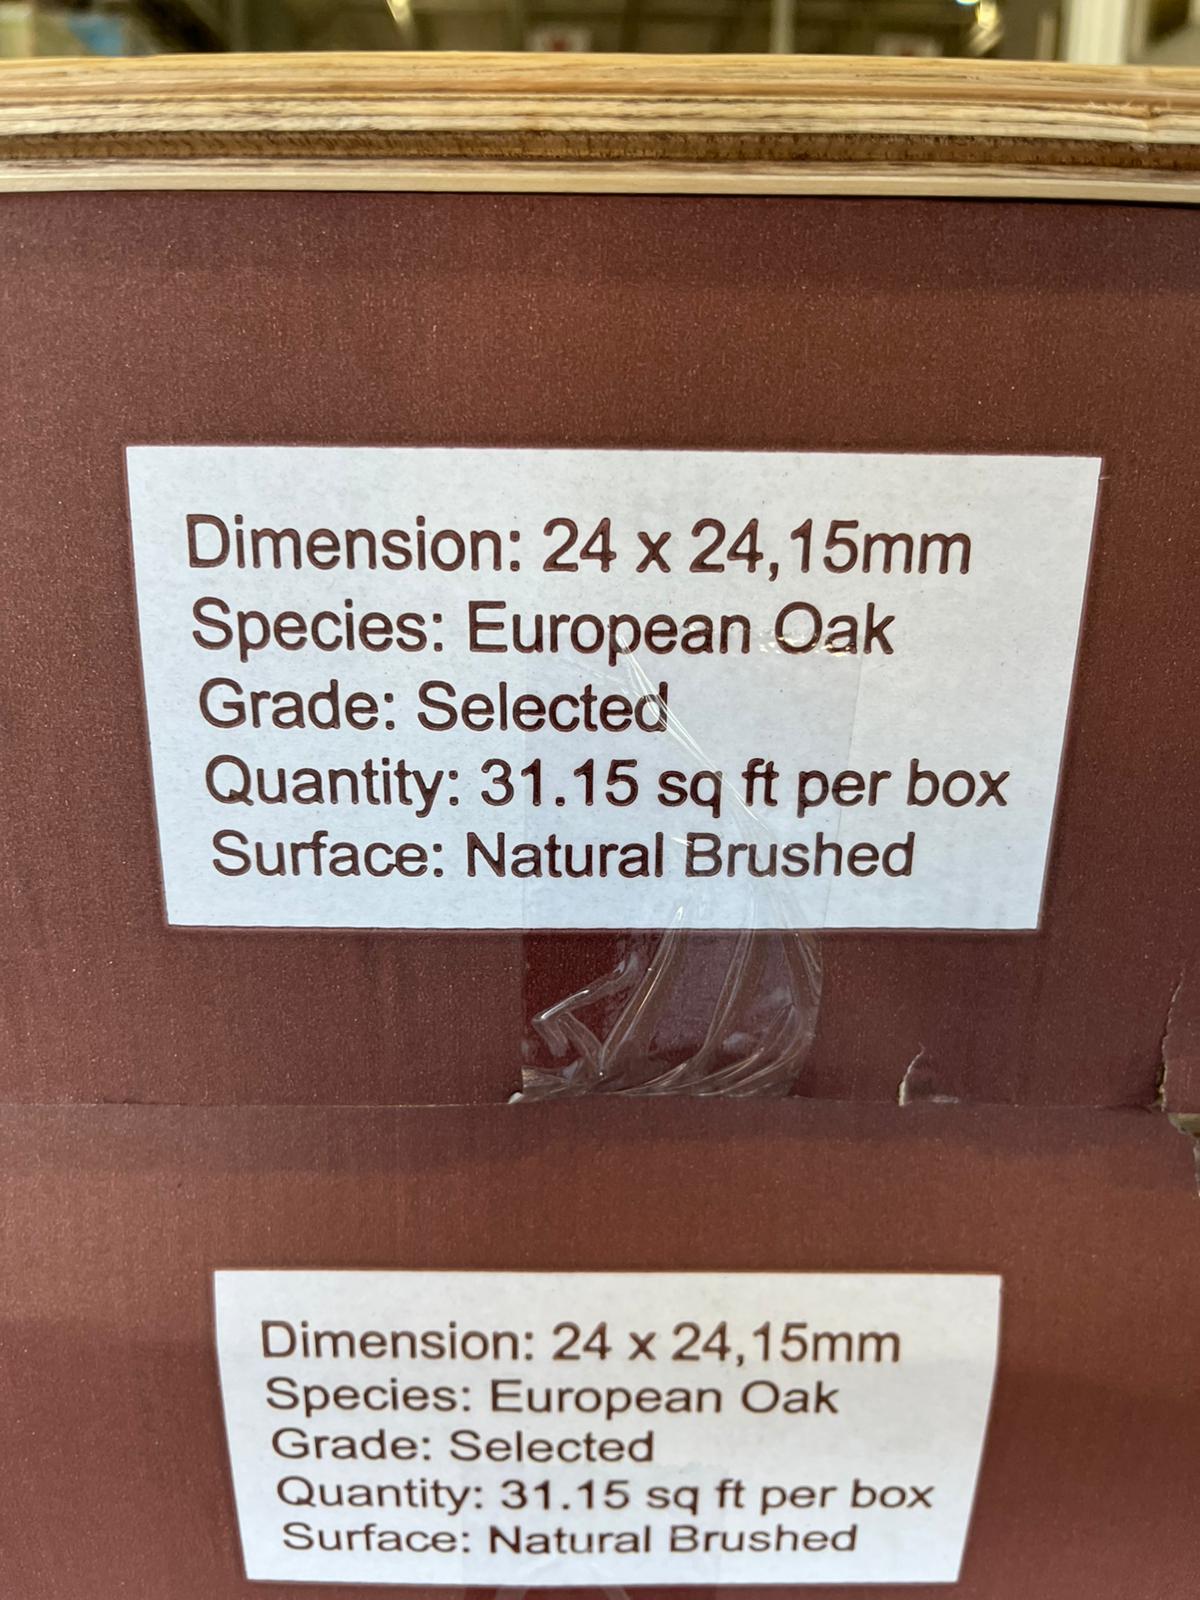 Dimension: 24 x 24,15mm
Species: European Oak
Grade: Selected
Quantity: 31.15 sq ft per box
Surface: Natural Brushed
Dimension: 24 x 24,15mm
Species: European Oak
Grade: Selected
Quantity: 31.15 sq ft per box
Surface: Natural Brushed